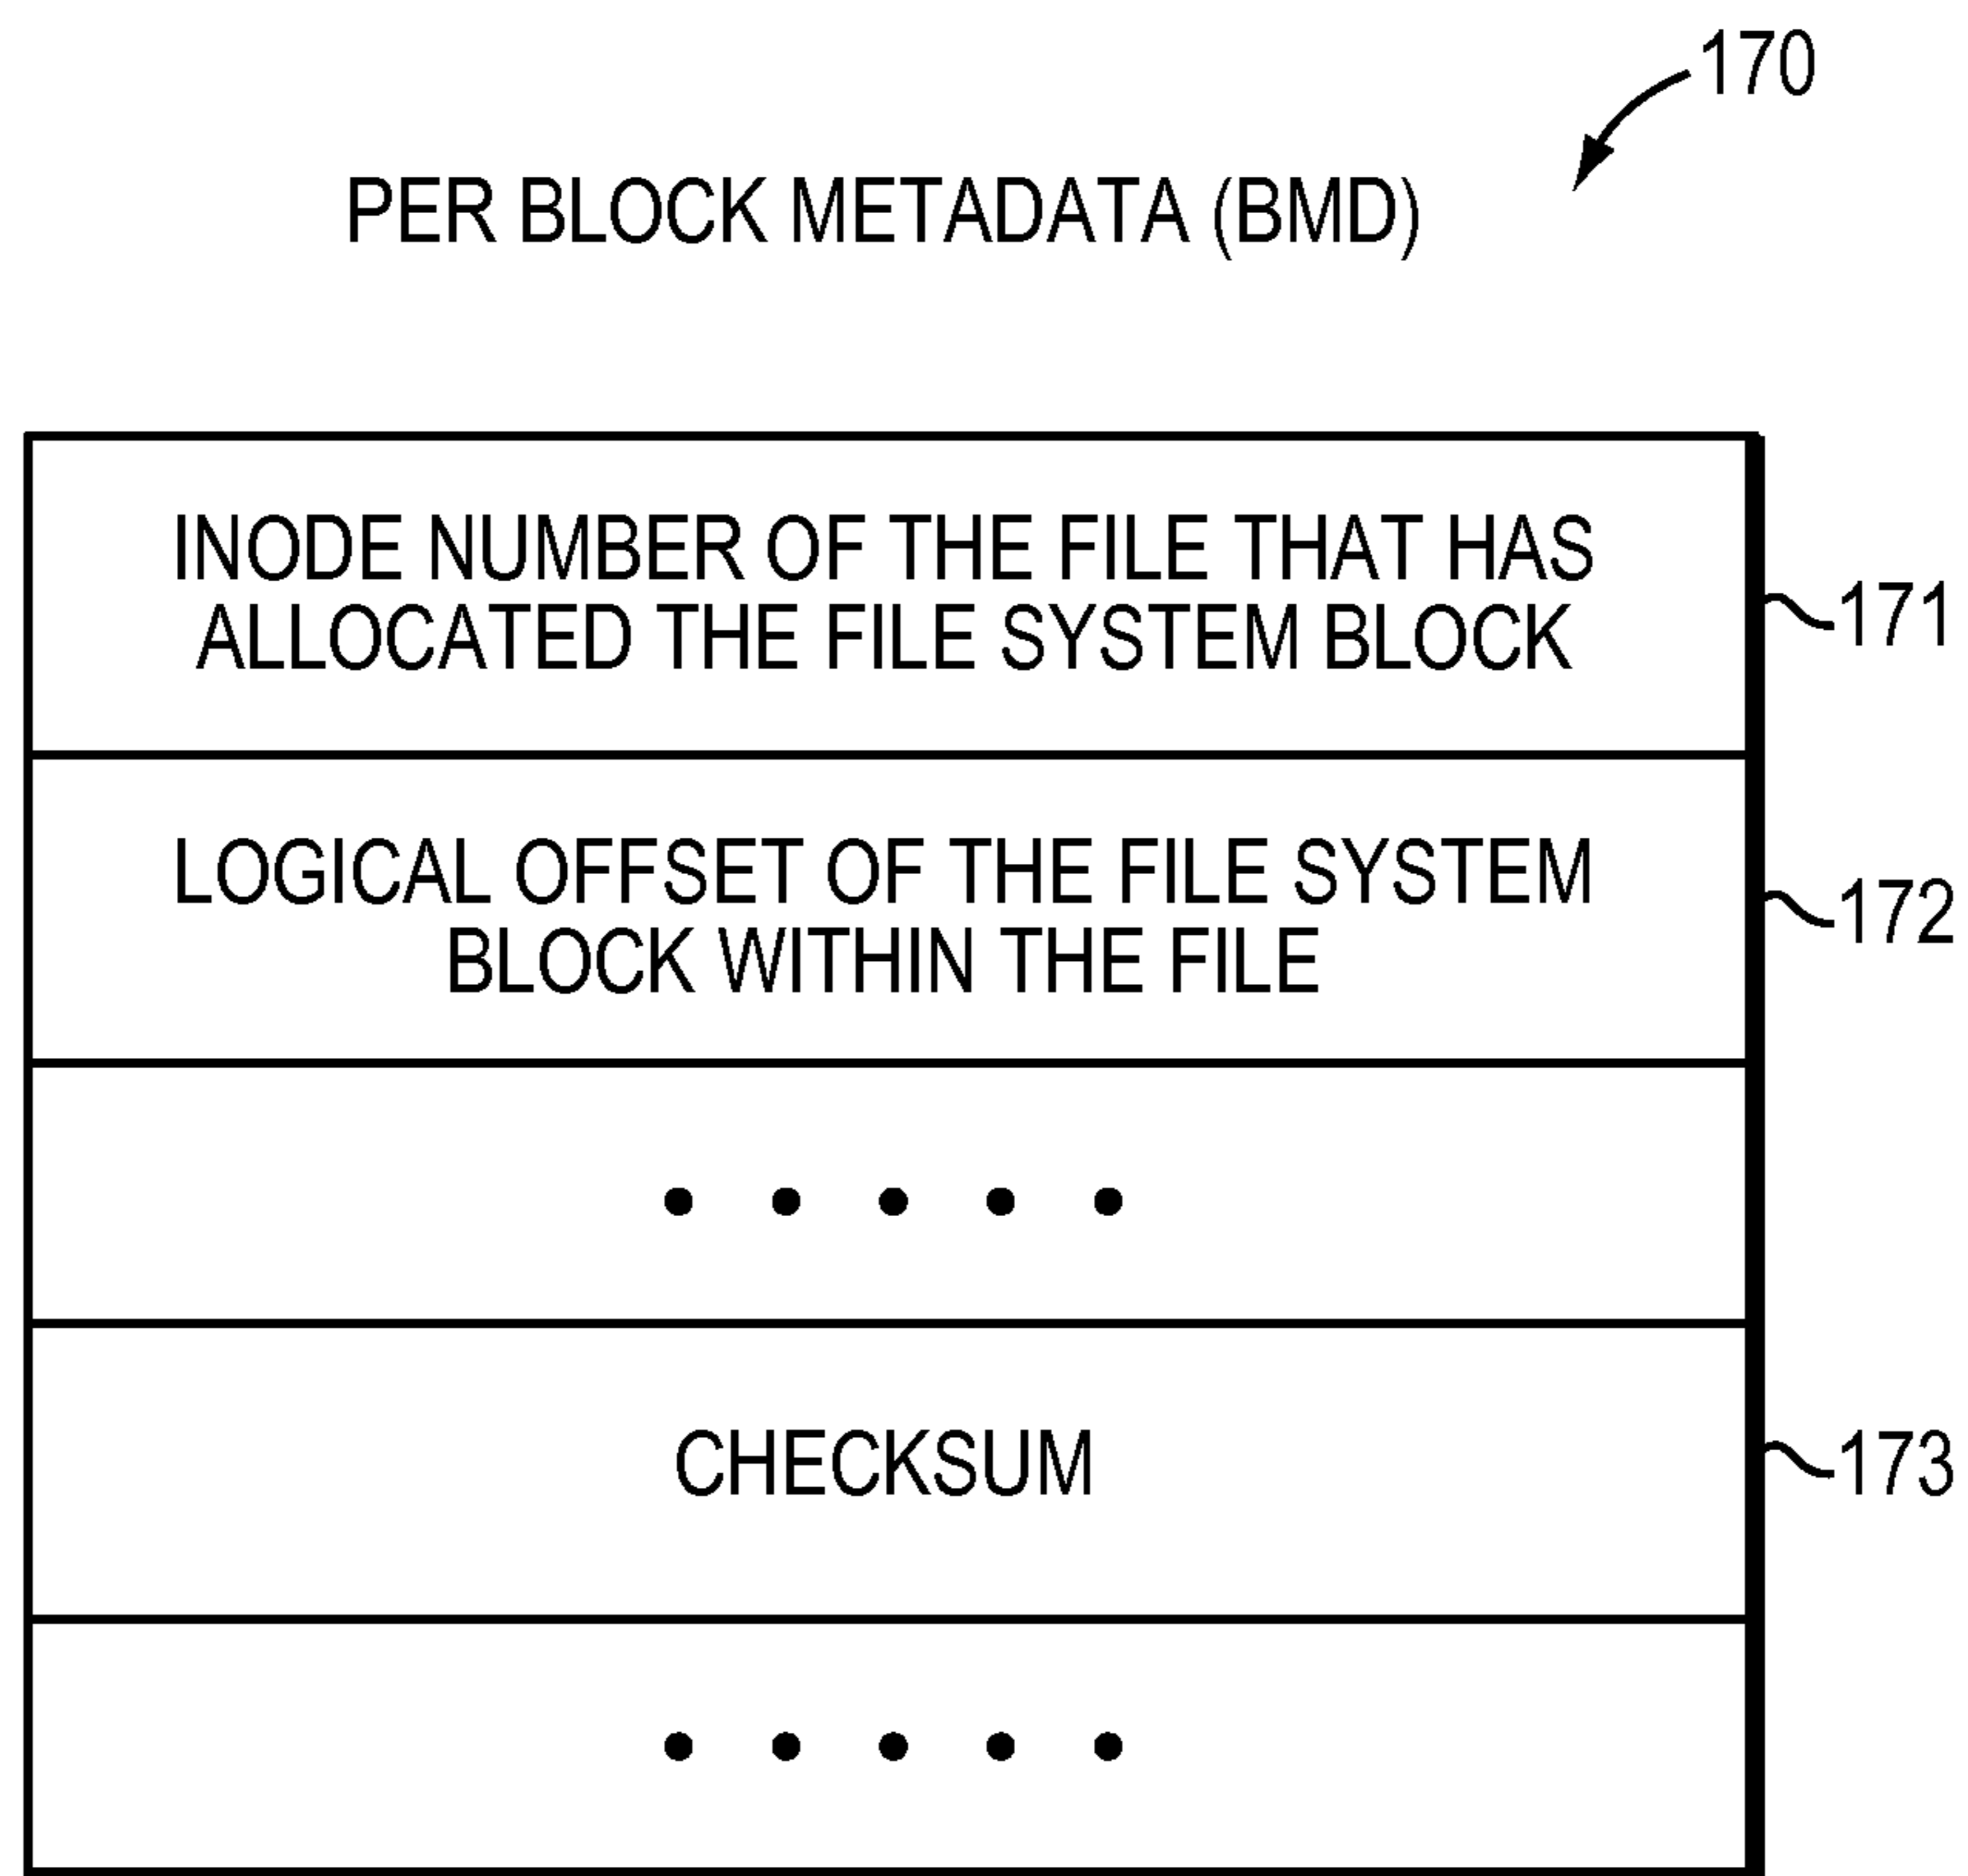 170
PER BLOCK METADATA (BMD)
INODE NUMBER OF THE FILE THAT HAS
ALLOCATED THE FILE SYSTEM BLOCK
171
LOGICAL OFFSET OF THE FILE SYSTEM
BLOCK WITHIN THE FILE
172
• • • • •
CHECKSUM
173
• • • • •